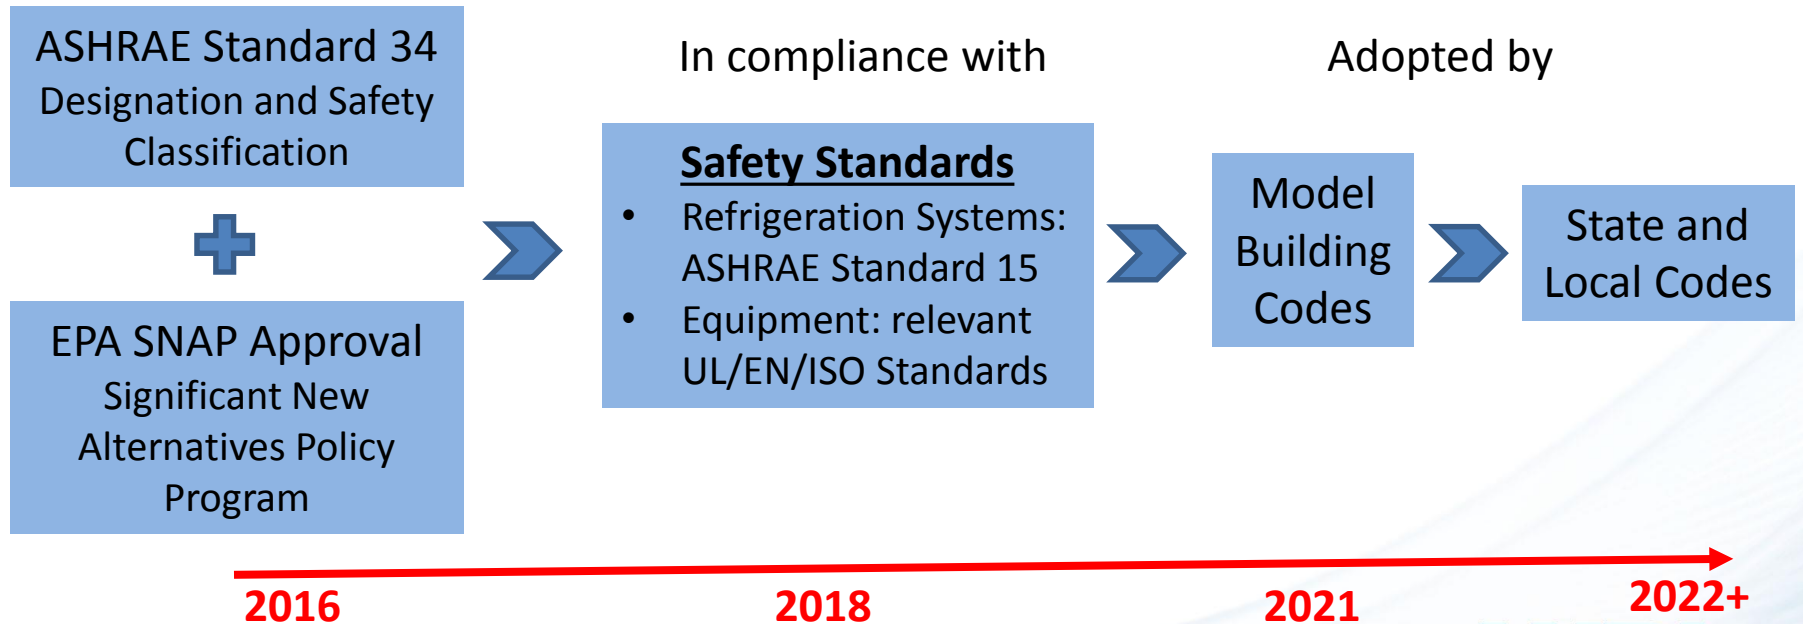 ASHRAE Standard 34
Designation and Safety
Classification
EPA SNAP Approval
Significant New
Alternatives Policy
Program
In compliance with
Safety Standards
• Refrigeration Systems:
ASHRAE Standard 15
• Equipment: relevant
UL/EN/ISO Standards
Adopted by
Model
Building
Codes
State and
Local Codes
2016
2018
2021
2022+